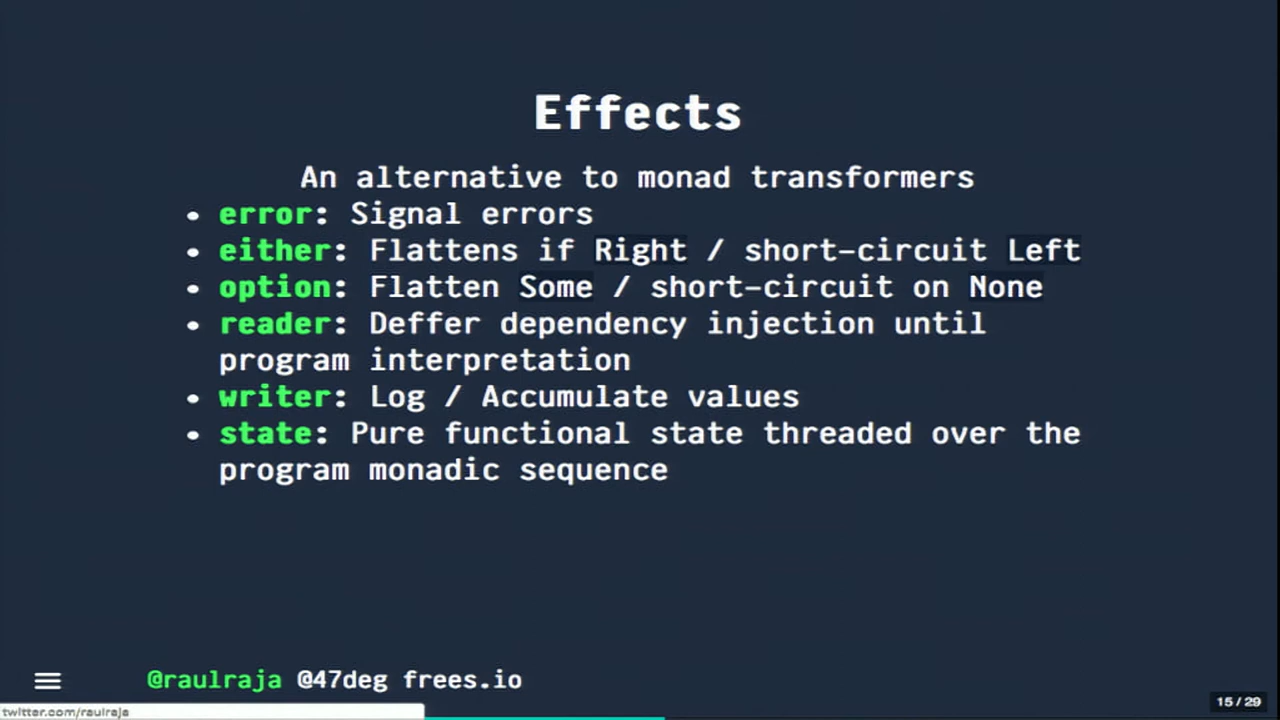 Effects
An alternative to monad transformers
• error: Signal errors
• either: Flattens if Right / short-circuit Left
• option: Flatten Some / short-circuit on None
• reader: Deffer dependency injection until
program interpretation
• writer: Log / Accumulate values
• state: Pure functional state threaded over the
program monadic sequence
@raulraja @47deg frees.io
15 / 29
twitter.com/raulraja